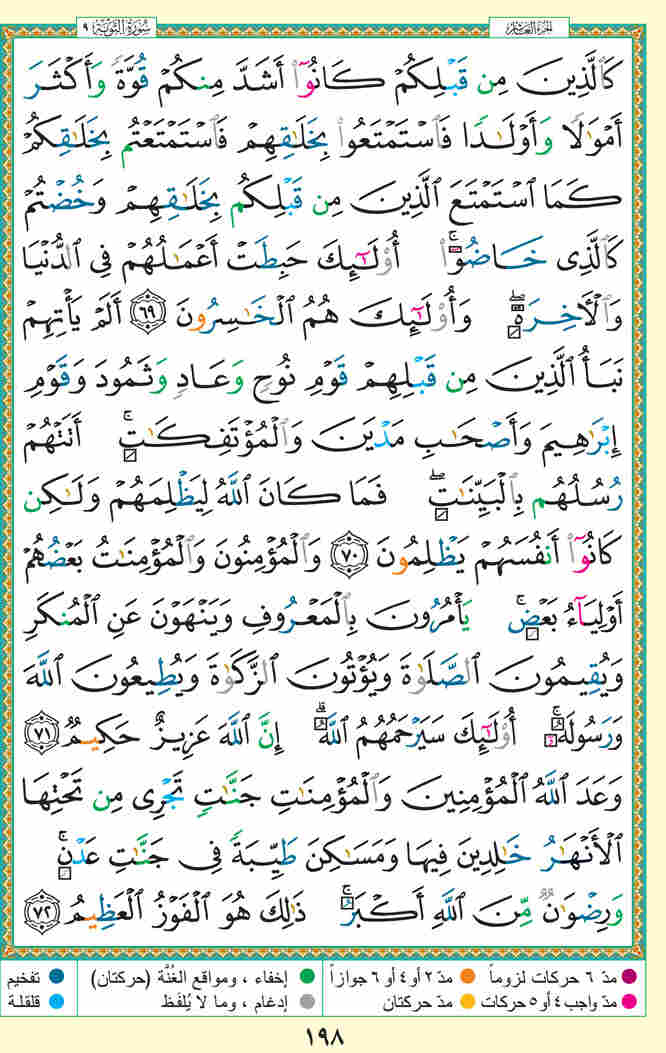 سُورَةُ التَّوْبَةِ ٩
الجزء العاشر
كَٱلَّذِينَ مِن قَبْلِكُمْ كَانُوٓا۟ أَشَدَّ مِنكُمْ قُوَّةً وَأَكْثَرَ
أَمْوَٰلًا وَأَوْلَـٰدًا فَٱسْتَمْتَعُوا۟ بِخَلَـٰقِهِمْ فَٱسْتَمْتَعْتُم بِخَلَـٰقِكُمْ
كَمَا ٱسْتَمْتَعَ ٱلَّذِينَ مِن قَبْلِكُم بِخَلَـٰقِهِمْ وَخُضْتُمْ
كَٱلَّذِى خَاضُوٓا۟ ۚ أُو۟لَـٰٓئِكَ حَبِطَتْ أَعْمَـٰلُهُمْ فِى ٱلدُّنْيَا
وَٱلْـَٔاخِرَةِ ۖ وَأُو۟لَـٰٓئِكَ هُمُ ٱلْخَـٰسِرُونَ ٦٩ أَلَمْ يَأْتِهِمْ
نَبَأُ ٱلَّذِينَ مِن قَبْلِهِمْ قَوْمِ نُوحٍ وَعَادٍ وَثَمُودَ وَقَوْمِ
إِبْرَٰهِيمَ وَأَصْحَـٰبِ مَدْيَنَ وَٱلْمُؤْتَفِكَـٰتِ ۚ أَتَتْهُمْ
رُسُلُهُم بِٱلْبَيِّنَـٰتِ ۖ فَمَا كَانَ ٱللَّهُ لِيَظْلِمَهُمْ وَلَـٰكِن
كَانُوٓا۟ أَنفُسَهُمْ يَظْلِمُونَ ٧٠ وَٱلْمُؤْمِنُونَ وَٱلْمُؤْمِنَـٰتُ بَعْضُهُمْ
أَوْلِيَآءُ بَعْضٍ ۚ يَأْمُرُونَ بِٱلْمَعْرُوفِ وَيَنْهَوْنَ عَنِ ٱلْمُنكَرِ
وَيُقِيمُونَ ٱلصَّلَوٰةَ وَيُؤْتُونَ ٱلزَّكَوٰةَ وَيُطِيعُونَ ٱللَّهَ
وَرَسُولَهُۥٓ ۚ أُو۟لَـٰٓئِكَ سَيَرْحَمُهُمُ ٱللَّهُ ۗ إِنَّ ٱللَّهَ عَزِيزٌ حَكِيمٌ ٧١
وَعَدَ ٱللَّهُ ٱلْمُؤْمِنِينَ وَٱلْمُؤْمِنَـٰتِ جَنَّـٰتٍ تَجْرِى مِن تَحْتِهَا
ٱلْأَنْهَـٰرُ خَـٰلِدِينَ فِيهَا وَمَسَـٰكِنَ طَيِّبَةً فِى جَنَّـٰتِ عَدْنٍ ۚ
وَرِضْوَٰنٌ مِّنَ ٱللَّهِ أَكْبَرُ ۚ ذَٰلِكَ هُوَ ٱلْفَوْزُ ٱلْعَظِيمُ ٧٢
مدّ ٦ حركات لزوماً مدّ ٢ أو ٤ أو ٦ جوازاً إخفاء ، ومواقع الغُنَّة (حركتان) تفخيم
مدّ واجب ٤ أو ٥ حركات مدّ حركتان إدغام ، وما لا يُلفَظ قلقلة
١٩٨